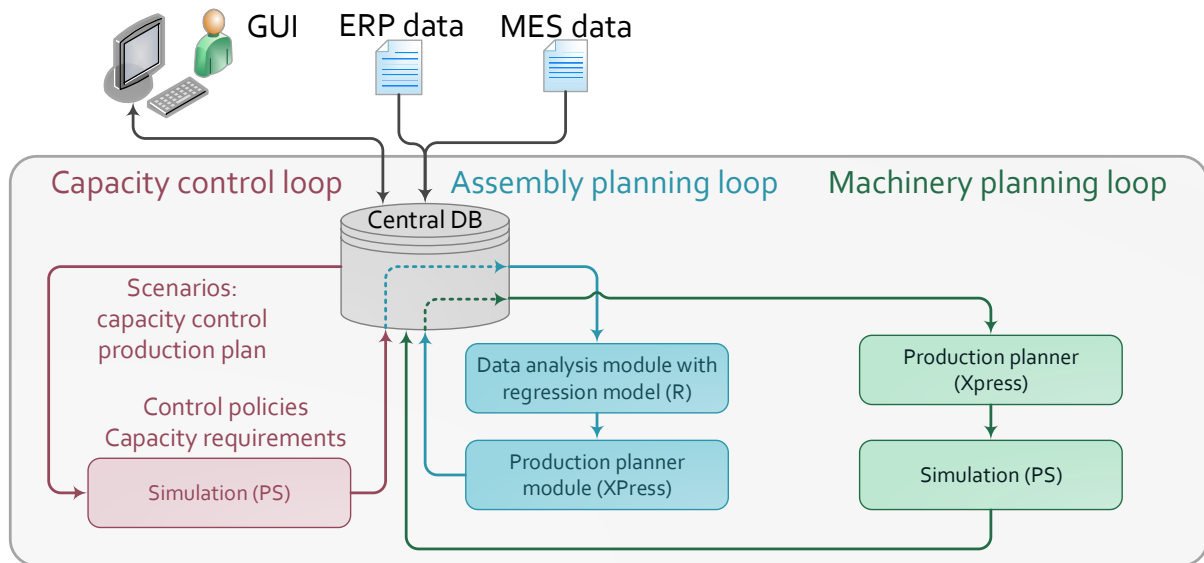 GUI
ERP data
MES data
Capacity control loop
Assembly planning loop
Machinery planning loop
Central DB
Scenarios:
capacity control
production plan
Control policies
Capacity requirements
Simulation (PS)
Data analysis module with
regression model (R)
Production planner
module (XPress)
Production planner
(Xpress)
Simulation (PS)